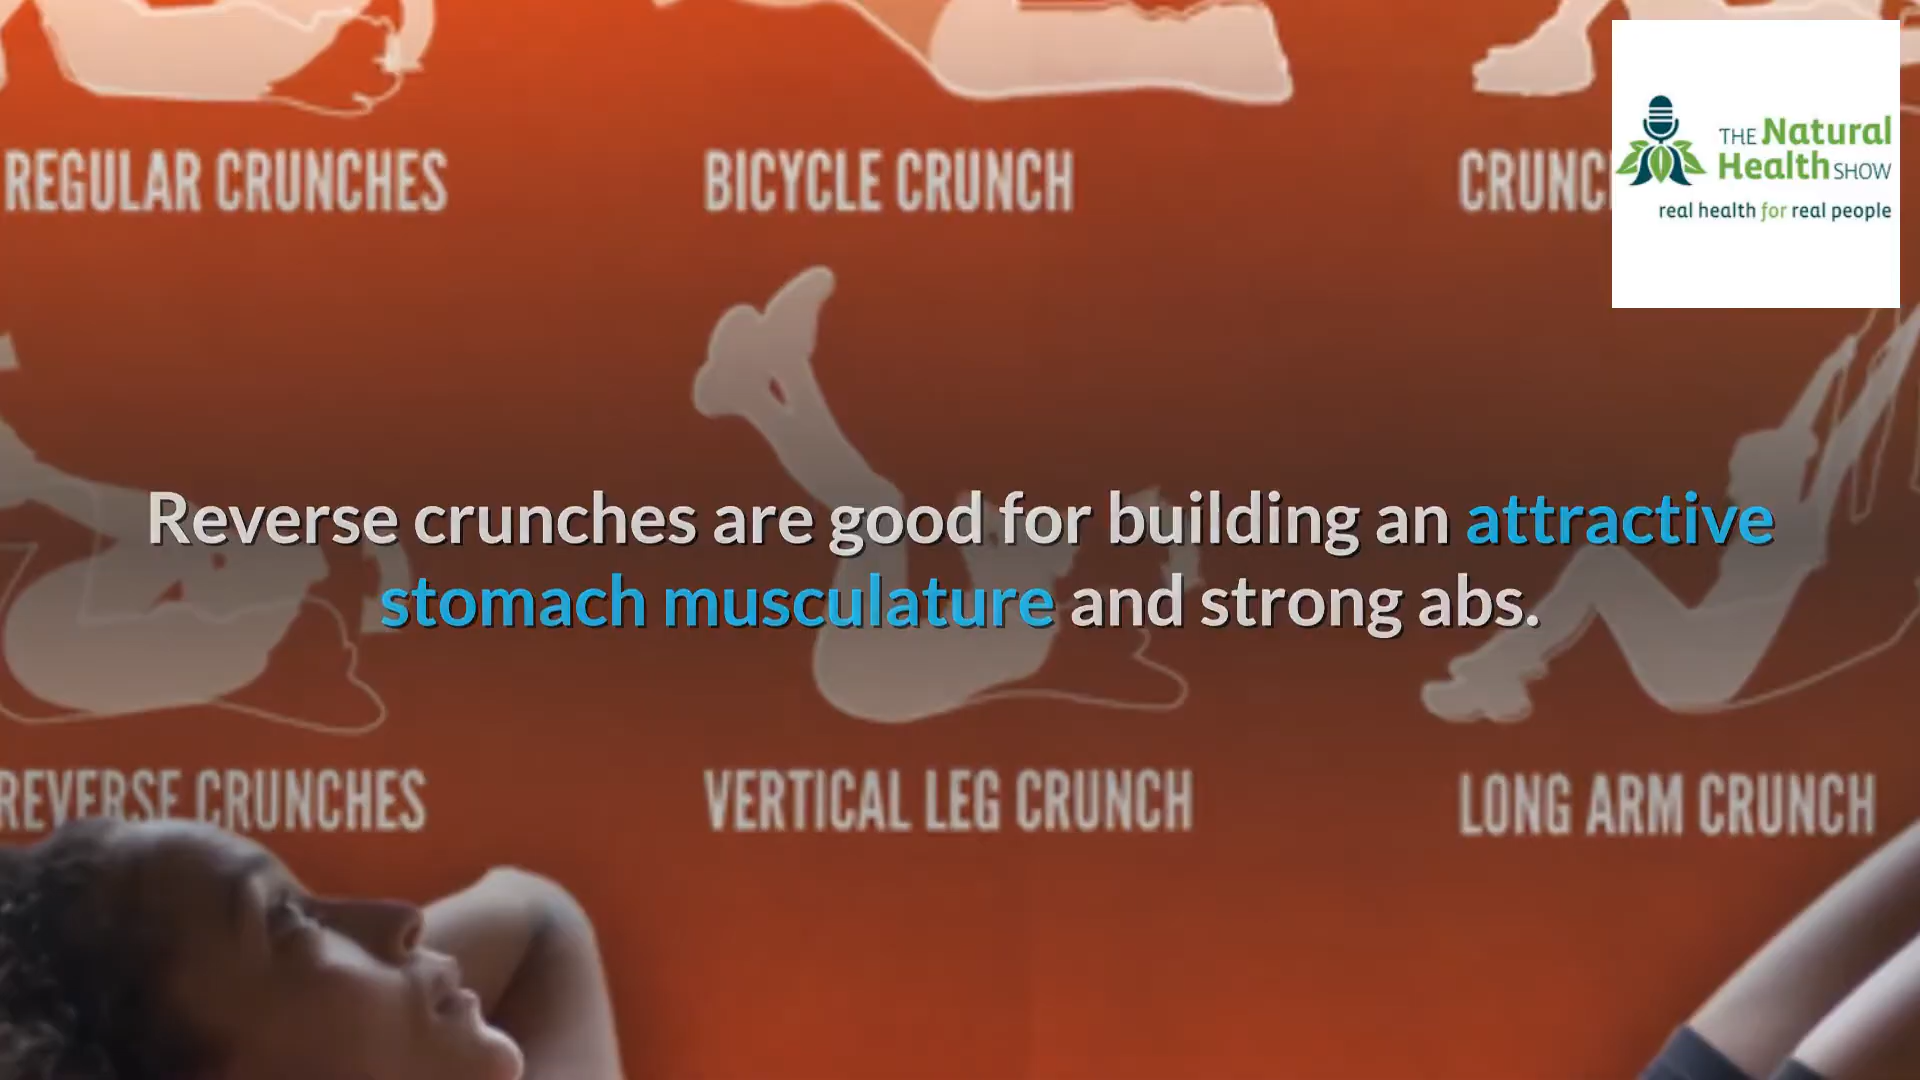 REGULAR CRUNCHES
BICYCLE CRUNCH
THE Natural
Health SHOW
real health for real people
Reverse crunches are good for building an attractive
stomach musculature and strong abs.
REVERSE CRUNCHES
VERTICAL LEG CRUNCH
LONG ARM CRUNCH